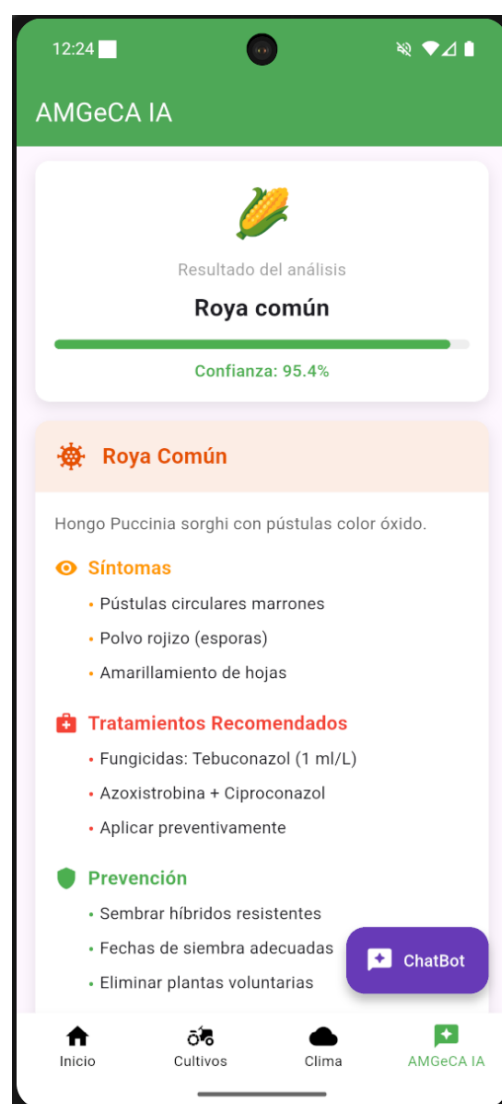 12:24
AMGeCA IA
Resultado del análisis
Roya común
Confianza: 95.4%
Roya Común
Hongo Puccinia sorghi con pústulas color óxido.
Síntomas
• Pústulas circulares marrones
• Polvo rojizo (esporas)
• Amarillamiento de hojas
Tratamientos Recomendados
• Fungicidas: Tebuconazol (1 ml/L)
• Azoxistrobina + Ciproconazol
• Aplicar preventivamente
Prevención
• Sembrar híbridos resistentes
• Fechas de siembra adecuadas
• Eliminar plantas voluntarias
ChatBot
Inicio
Cultivos
Clima
AMGeCA IA